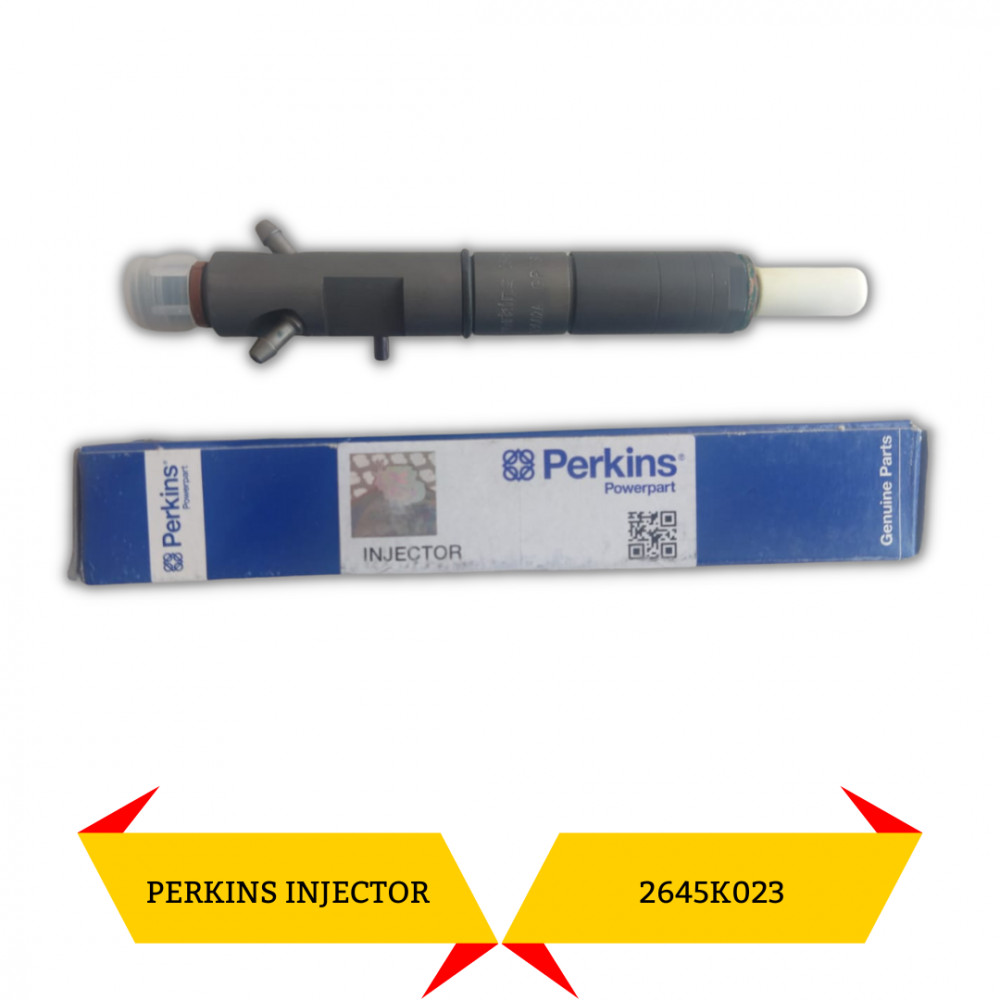 Perkins®
Powerpart
INJECTOR
Perkins®
Powerpart
Genuine Parts
PERKINS INJECTOR
2645K023